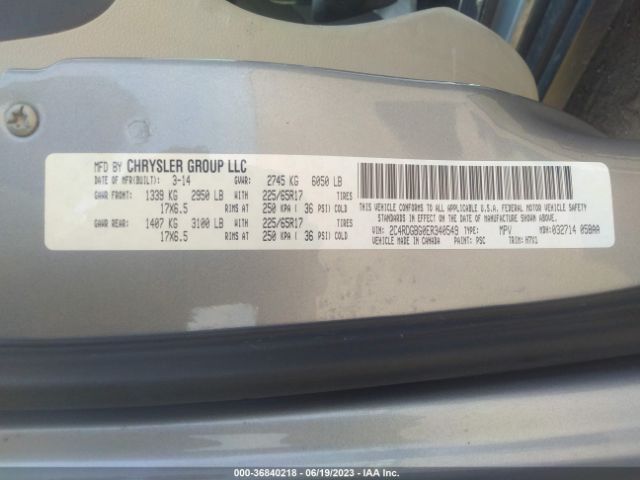 MFD BY CHRYSLER GROUP LLC
DATE OF MFR(BUILT): 3-14 GVWR: 2745 KG 6050 LB
GAWR FRONT: 1339 KG 2950 LB WITH 225/65R17 TIRES
17X6.5 RIMS AT 250 KPA ( 36 PSI) COLD
GAWR REAR: 1407 KG 3100 LB WITH 225/65R17 TIRES
17X6.5 RIMS AT 250 KPA ( 36 PSI) COLD
THIS VEHICLE CONFORMS TO ALL APPLICABLE U.S.A. FEDERAL MOTOR VEHICLE SAFETY
STANDARDS IN EFFECT ON THE DATE OF MANUFACTURE SHOWN ABOVE.
VIN: 2C4RDGBG0ER340549 TYPE: MPV MDH: 032714 058AA
MADE IN CANADA PAINT: PSC TRIM: H7X1
000-36840218 - 06/19/2023 - IAA Inc.